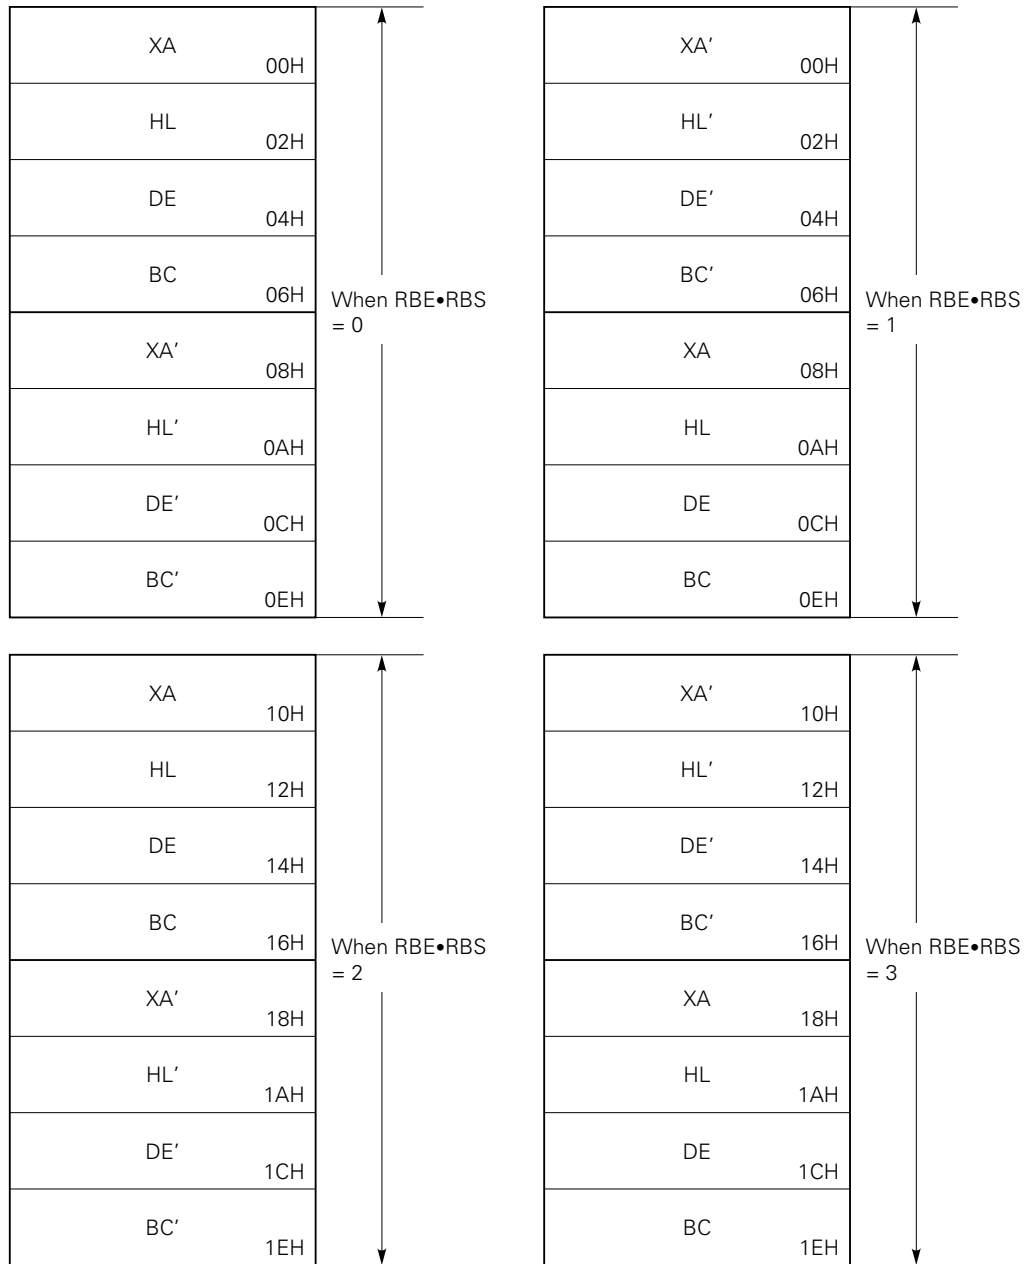 XA
00H
HL
02H
DE
04H
BC
06H
XA′
08H
HL′
0AH
DE′
0CH
BC′
0EH
When RBE•RBS
= 0
XA′
00H
HL′
02H
DE′
04H
BC′
06H
XA
08H
HL
0AH
DE
0CH
BC
0EH
When RBE•RBS
= 1
XA
10H
HL
12H
DE
14H
BC
16H
XA′
18H
HL′
1AH
DE′
1CH
BC′
1EH
When RBE•RBS
= 2
XA′
10H
HL′
12H
DE′
14H
BC′
16H
XA
18H
HL
1AH
DE
1CH
BC
1EH
When RBE•RBS
= 3